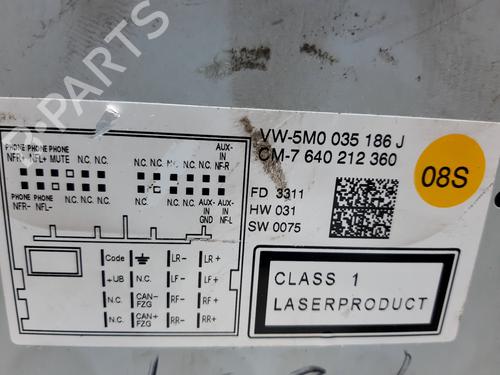 B-PARTS
VW-5M0 035 186 J
CM-7 640 212 360
08S
FD 3311
HW 031
SW 0075
PHONE PHONE PHONE
NFR+ NFL+ MUTE N.C. N.C.
N.C. N.C. N.C. AUX-IN NF-R
PHONE NFR- PHONE NFL- N.C. N.C. N.C.
N.C. N.C. AUX-IN GND AUX-IN NF-L
Code LR- LR+
+UB N.C. LF- LF+
N.C. CAN- FZG RF- RF+
N.C. CAN+ FZG RR- RR+
CLASS 1
LASERPRODUCT